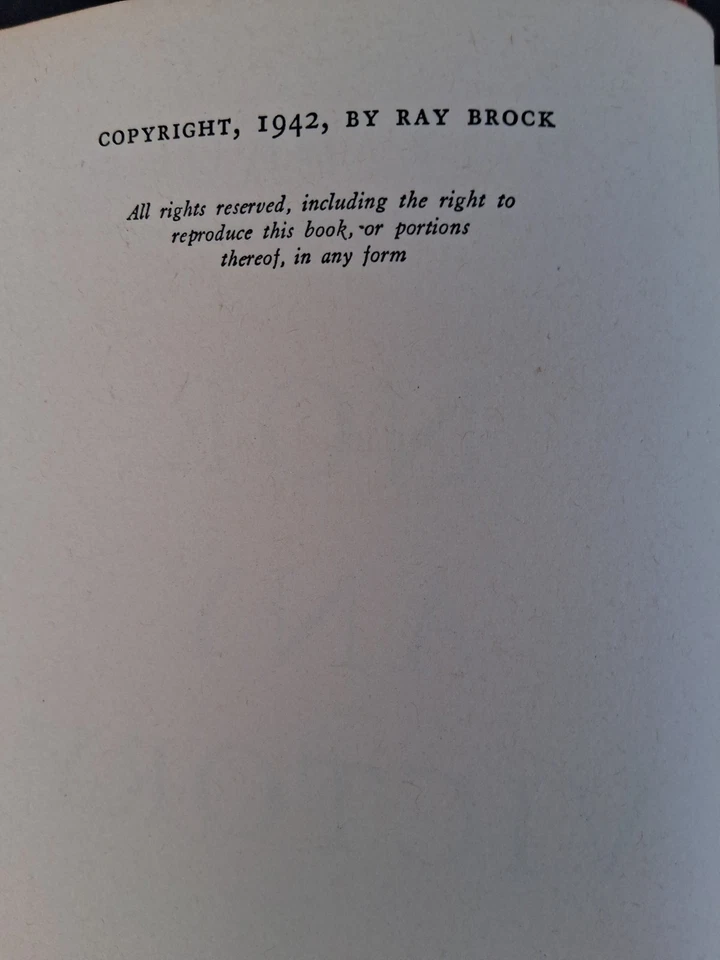 COPYRIGHT, 1942, BY RAY BROCK
All rights reserved, including the right to
reproduce this book, or portions
thereof, in any form